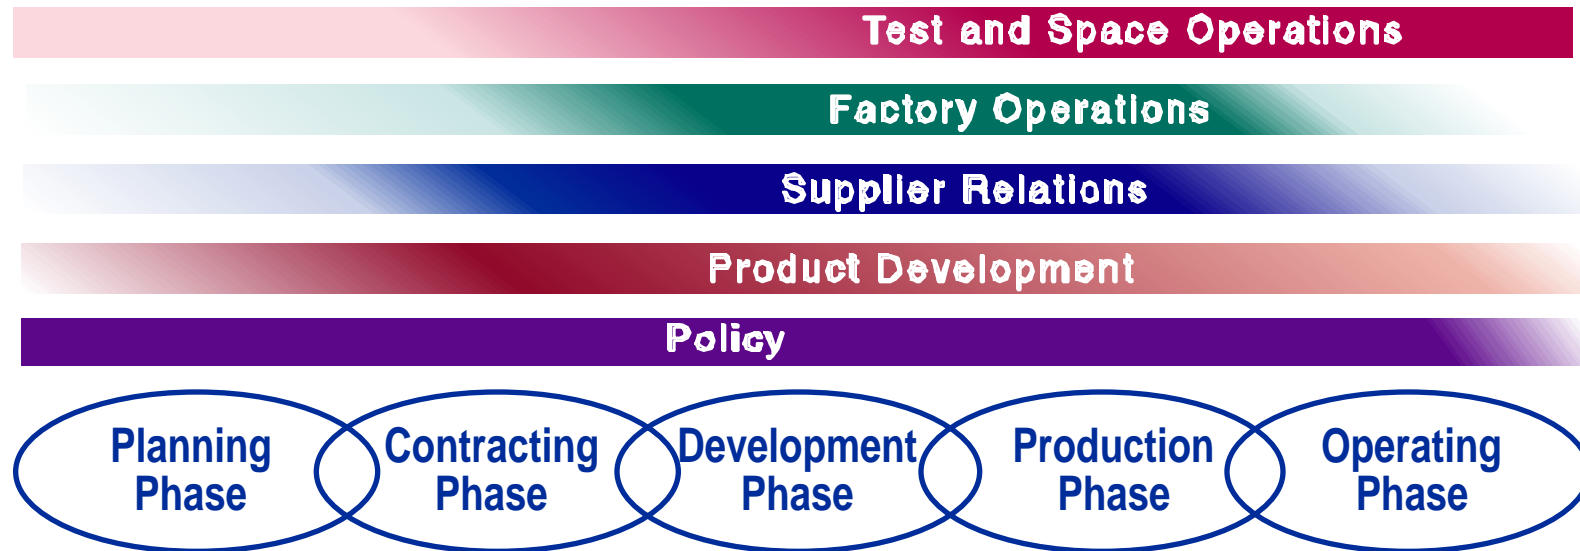 Test and Space Operations
Factory Operations
Supplier Relations
Product Development
Policy
Planning
Phase
Contracting
Phase
Development
Phase
Production
Phase
Operating
Phase